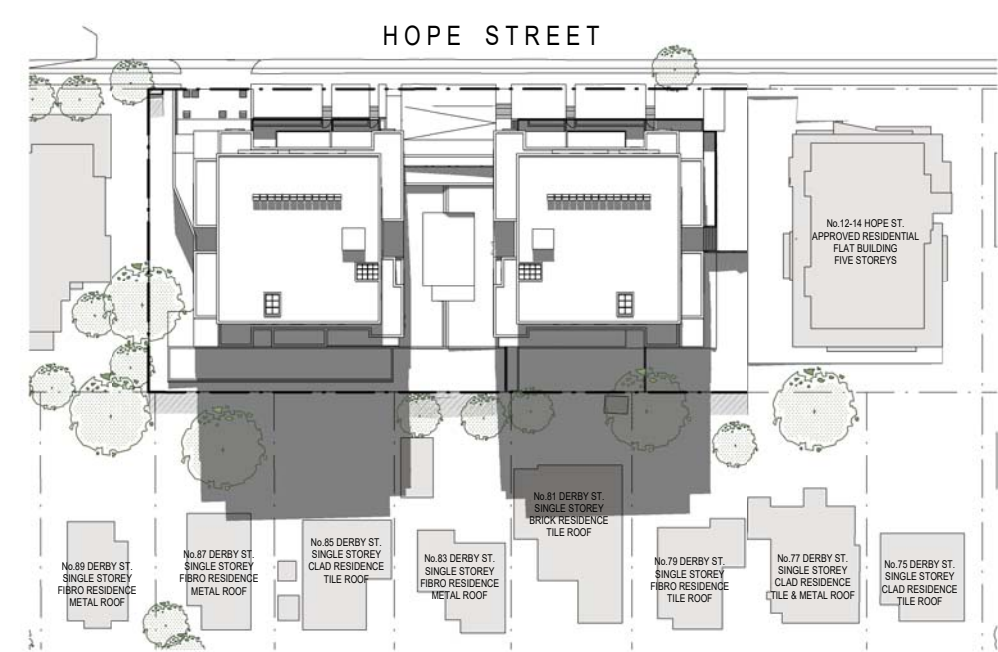 HOPE STREET
No.12-14 HOPE ST.
APPROVED RESIDENTIAL
FLAT BUILDING
FIVE STOREYS
No.89 DERBY ST.
SINGLE STOREY
FIBRO RESIDENCE
METAL ROOF
No.87 DERBY ST.
SINGLE STOREY
FIBRO RESIDENCE
METAL ROOF
No.85 DERBY ST.
SINGLE STOREY
CLAD RESIDENCE
TILE ROOF
No.83 DERBY ST.
SINGLE STOREY
FIBRO RESIDENCE
METAL ROOF
No.81 DERBY ST.
SINGLE STOREY
BRICK RESIDENCE
TILE ROOF
No.79 DERBY ST.
SINGLE STOREY
FIBRO RESIDENCE
TILE ROOF
No.77 DERBY ST.
SINGLE STOREY
CLAD RESIDENCE
TILE & METAL ROOF
No.75 DERBY ST.
SINGLE STOREY
CLAD RESIDENCE
TILE ROOF